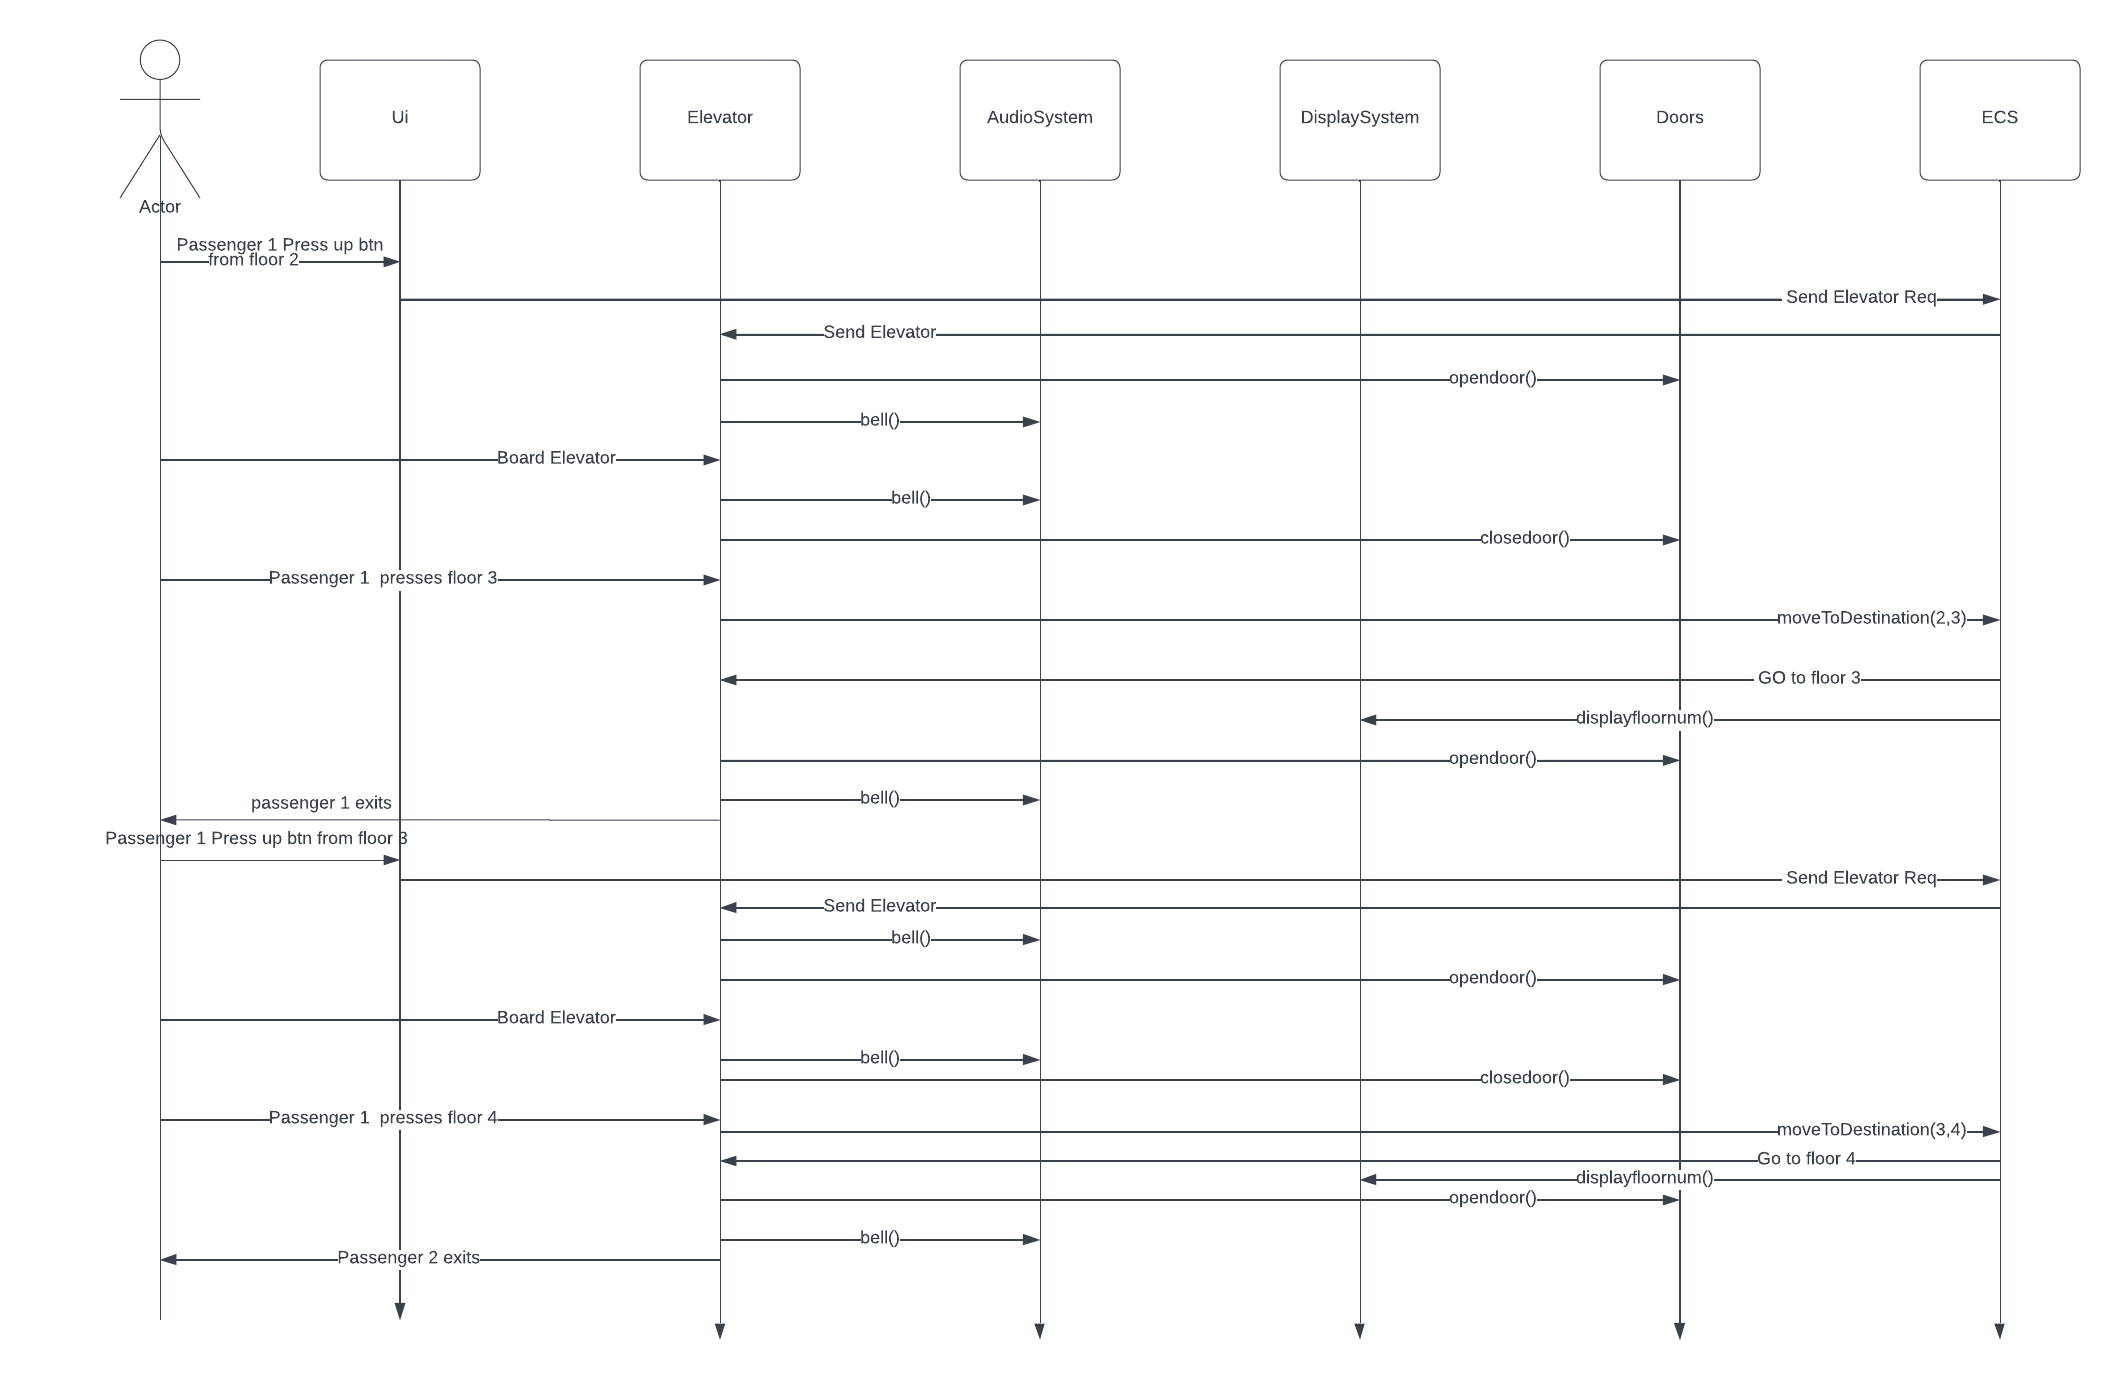 Ui
Elevator
AudioSystem
DisplaySystem
Doors
ECS
Actor
Passenger 1 Press up btn
from floor 2
Send Elevator Req
Send Elevator
opendoor()
bell()
Board Elevator
bell()
closedoor()
Passenger 1  presses floor 3
moveToDestination(2,3)
GO to floor 3
displayfloornum()
opendoor()
bell()
passenger 1 exits
Passenger 1 Press up btn from floor 3
Send Elevator Req
Send Elevator
bell()
opendoor()
Board Elevator
bell()
closedoor()
Passenger 1  presses floor 4
moveToDestination(3,4)
Go to floor 4
displayfloornum()
opendoor()
bell()
Passenger 2 exits